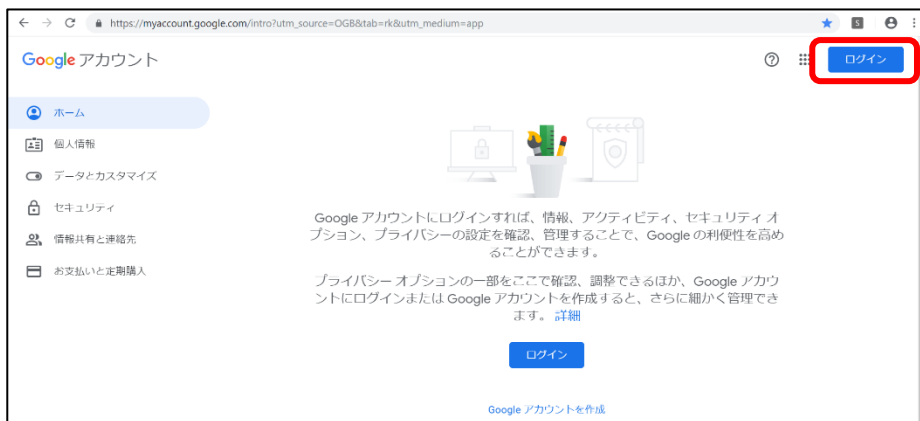 https://myaccount.google.com/intro?utm_source=OGB&tab=rk&utm_medium=app
S
Google アカウント
ログイン
ホーム
個人情報
データとカスタマイズ
セキュリティ
情報共有と連絡先
お支払いと定期購入
Google アカウントにログインすれば、情報、アクティビティ、セキュリティ オ
プション、プライバシーの設定を確認、管理することで、Google の利便性を高め
ることができます。
プライバシー オプションの一部をここで確認、調整できるほか、Google アカウ
ントにログインまたは Google アカウントを作成すると、さらに細かく管理でき
ます。 詳細
ログイン
Google アカウントを作成